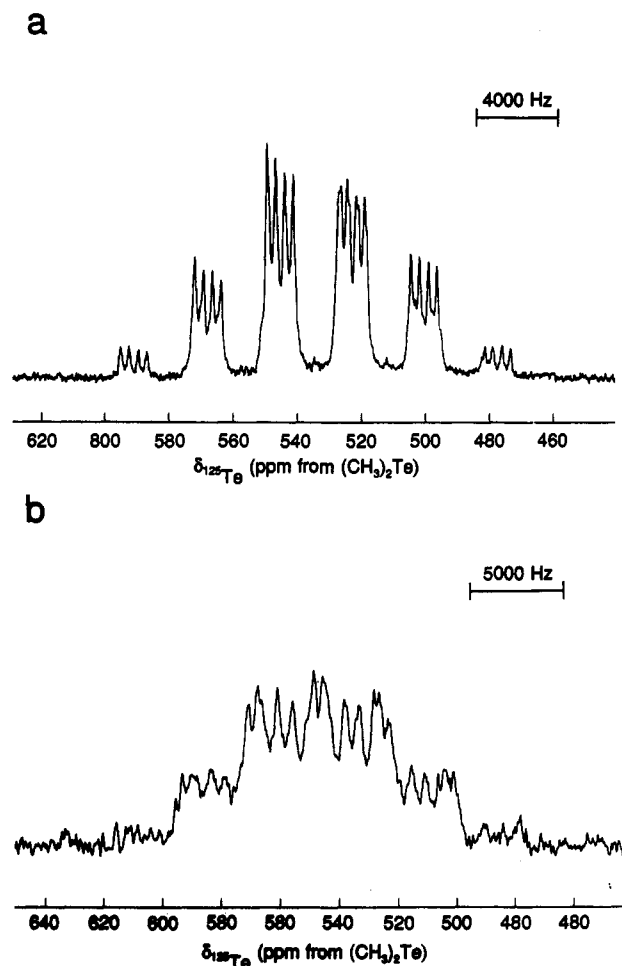 a
4000 Hz
620 600 580 560 540 520 500 480 460
δ125Te (ppm from (CH3)2Te)
b
5000 Hz
640 620 600 580 560 540 520 500 480
δ125Te (ppm from (CH3)2Te)